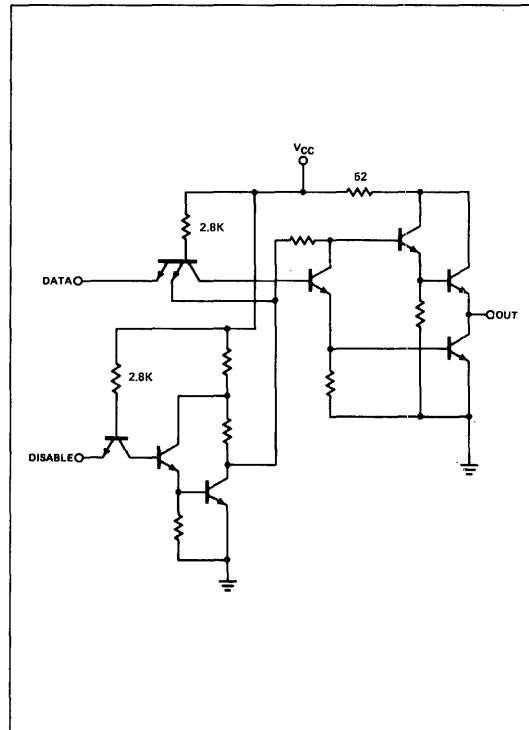 VCC
52
2.8K
DATA
OUT
2.8K
DISABLE